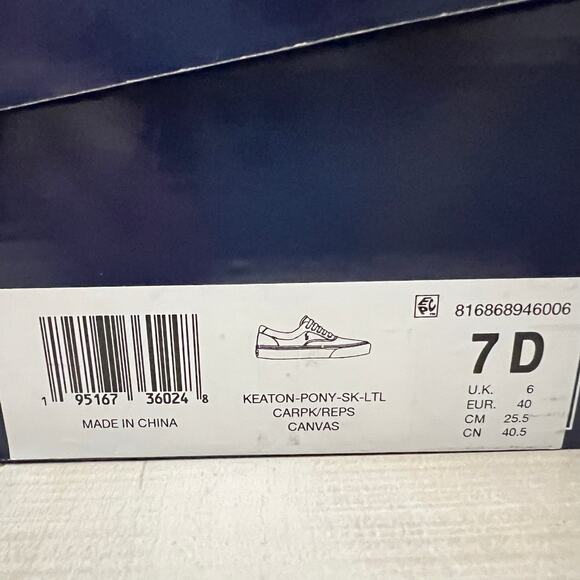 816868946006
7 D
U.K. 6
EUR. 40
CM 25.5
CN 40.5
KEATON-PONY-SK-LTL
CARPK/REPS
CANVAS
1 95167 36024 8
MADE IN CHINA